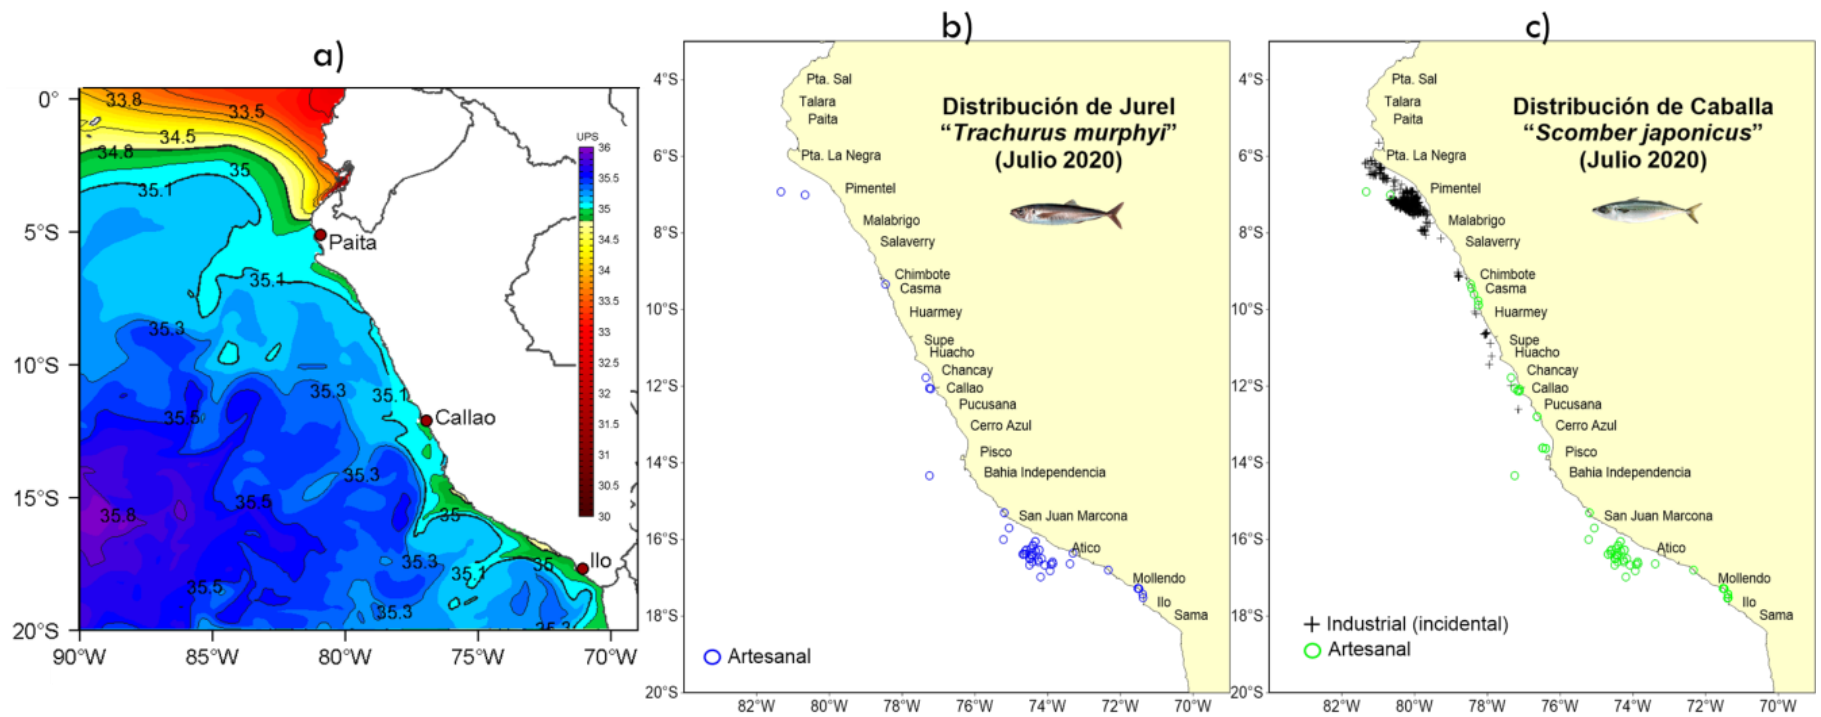 a)
0°
5°S
10°S
15°S
20°S
90°W
85°W
80°W
75°W
70°W
33.8
33.5
34.5
34.8
35
35.1
Paita
35.1
35.3
35.3
35.1
35.5
Callao
35.3
35.5
35.8
35
35.3
35
Ilo
35.1
35.5
35.3
35.3
UPS
36
35.5
35
34.5
34
33.5
33
32.5
32
31.5
31
30.5
30
b)
4°S
6°S
8°S
10°S
12°S
14°S
16°S
18°S
20°S
82°W
80°W
78°W
76°W
74°W
72°W
70°W
Distribución de Jurel
“Trachurus murphyi”
(Julio 2020)
Pta. Sal
Talara
Paita
Pta. La Negra
Pimentel
Malabrigo
Salaverry
Chimbote
Casma
Huarmey
Supe
Huacho
Chancay
Callao
Pucusana
Cerro Azul
Pisco
Bahia Independencia
San Juan Marcona
Atico
Mollendo
Ilo
Sama
Artesanal
c)
4°S
6°S
8°S
10°S
12°S
14°S
16°S
18°S
20°S
82°W
80°W
78°W
76°W
74°W
72°W
70°W
Distribución de Caballa
“Scomber japonicus”
(Julio 2020)
Pta. Sal
Talara
Paita
Pta. La Negra
Pimentel
Malabrigo
Salaverry
Chimbote
Casma
Huarmey
Supe
Huacho
Chancay
Callao
Pucusana
Cerro Azul
Pisco
Bahia Independencia
San Juan Marcona
Atico
Mollendo
Ilo
Sama
Industrial (incidental)
Artesanal